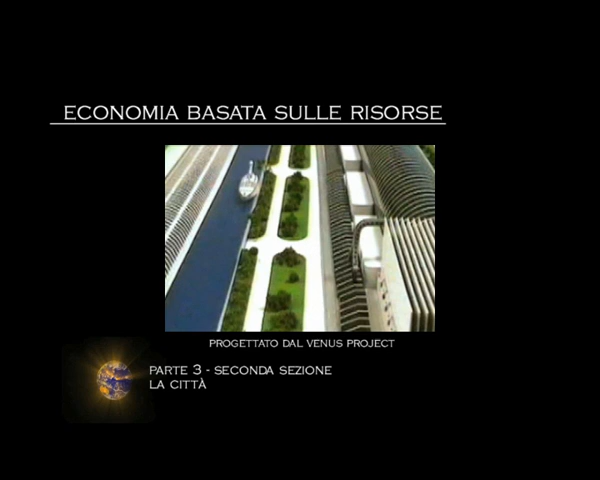 ECONOMIA BASATA SULLE RISORSE
PROGETTATO DAL VENUS PROJECT
PARTE 3 - SECONDA SEZIONE
LA CITTÀ